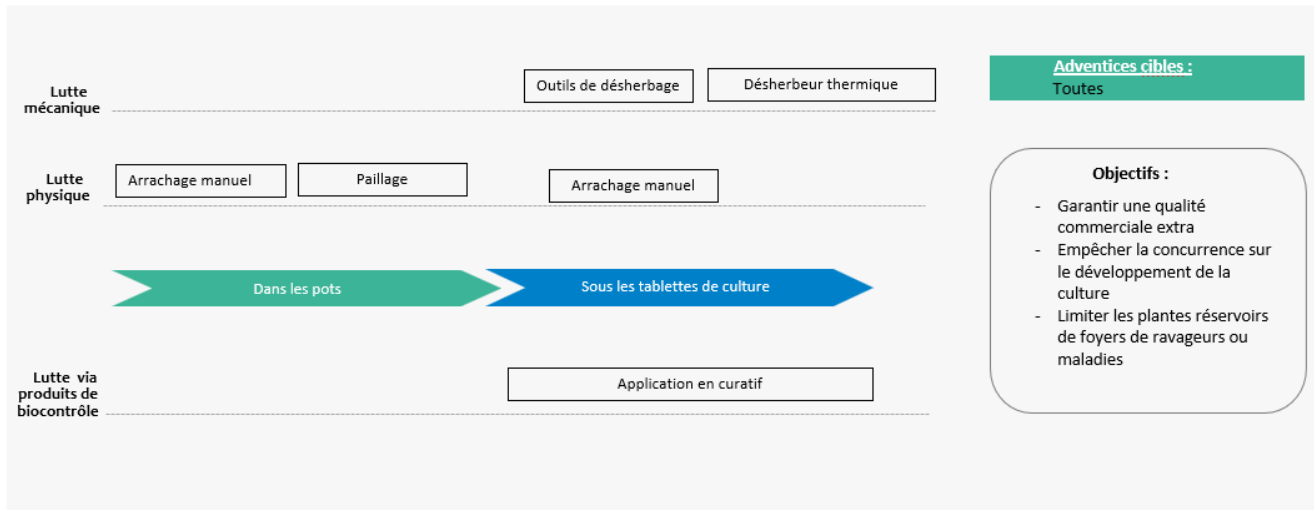 Adventices cibles :
Toutes
Outils de désherbage
Désherbeur thermique
Lutte
mécanique
Lutte
physique
Arrachage manuel
Paillage
Arrachage manuel
Objectifs :
- Garantir une qualité
commerciale extra
- Empêcher la concurrence sur
le développement de la
culture
- Limiter les plantes réservoirs
de foyers de ravageurs ou
maladies
Dans les pots
Sous les tablettes de culture
Lutte via
produits de
biocontrôle
Application en curatif